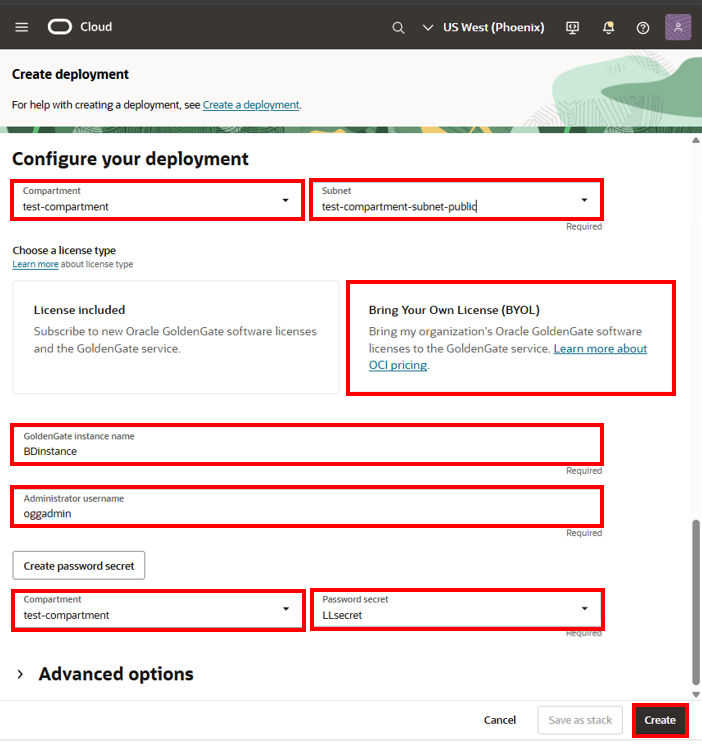 Cloud
US West (Phoenix)
Create deployment
For help with creating a deployment, see Create a deployment.
Configure your deployment
Compartment
test-compartment
Subnet
test-compartment-subnet-public
Required
Choose a license type
Learn more about license type
License included
Subscribe to new Oracle GoldenGate software licenses
and the GoldenGate service.
Bring Your Own License (BYOL)
Bring my organization's Oracle GoldenGate software
licenses to the GoldenGate service. Learn more about
OCI pricing.
GoldenGate instance name
BDinstance
Required
Administrator username
oggadmin
Required
Create password secret
Compartment
test-compartment
Password secret
LLsecret
Required
Advanced options
Cancel
Save as stack
Create